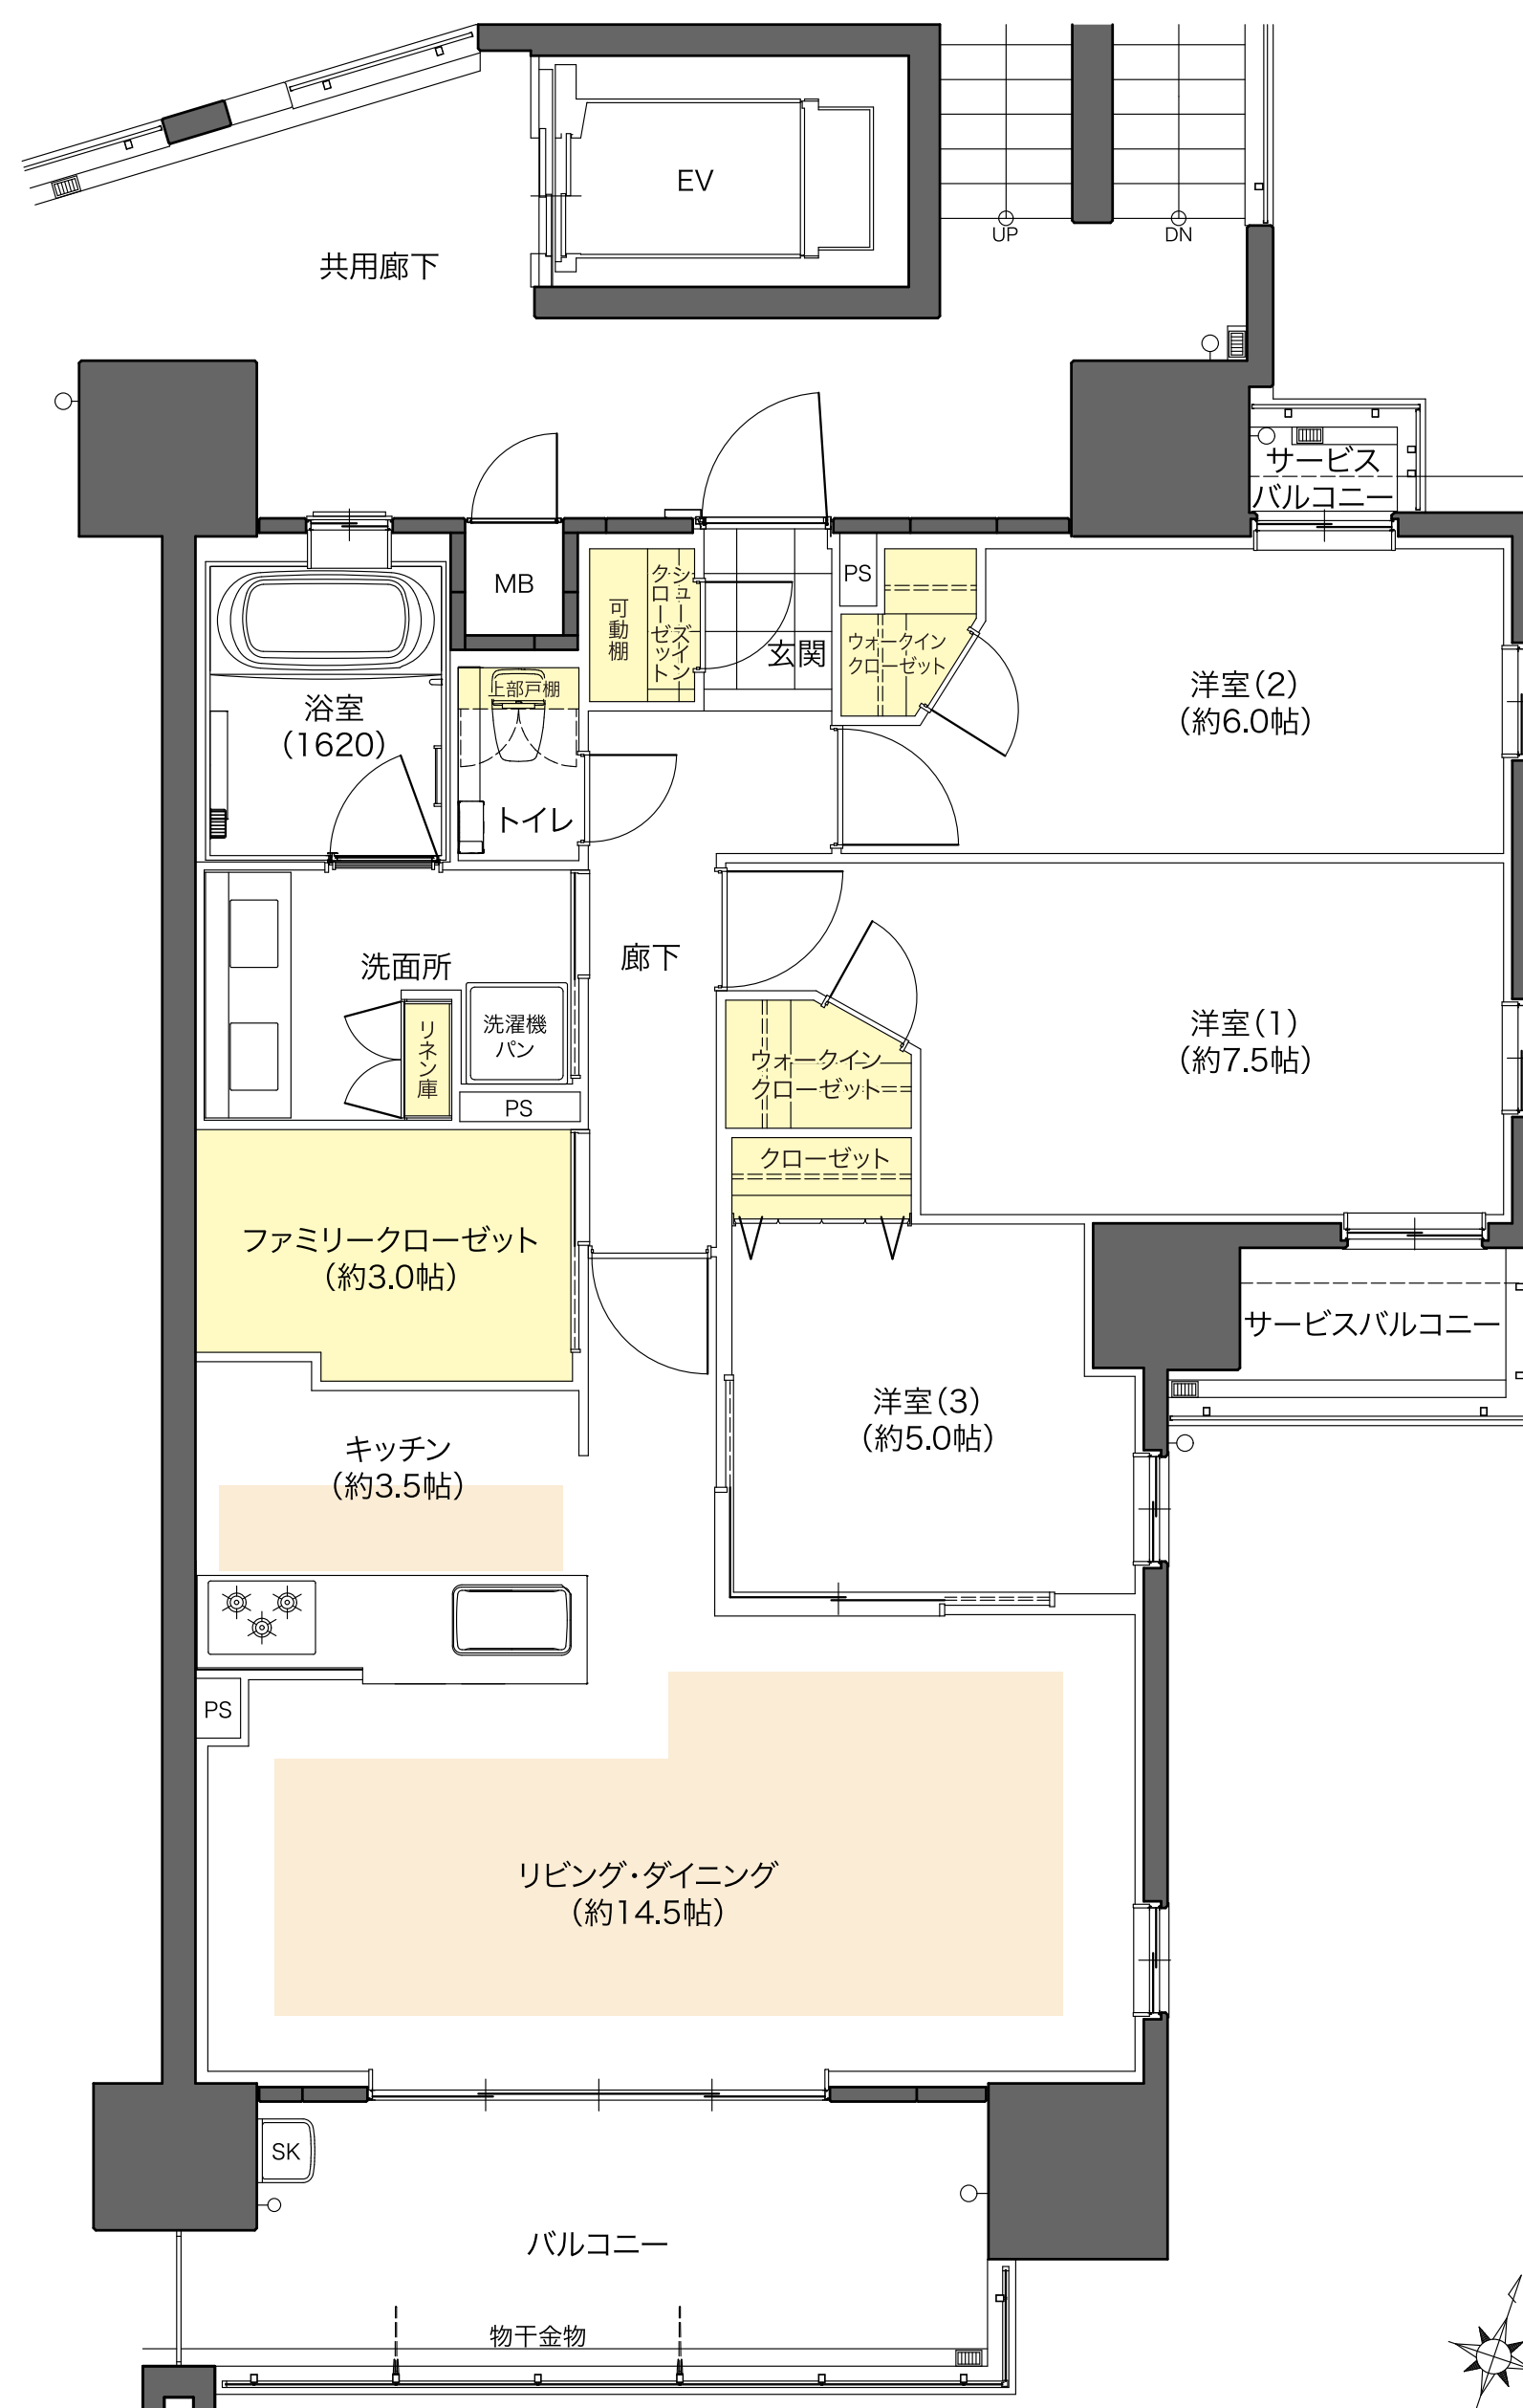 EV
UP
DN
共用廊下
サービス
バルコニー
MB
可動棚
シューズイン
クローゼット
玄関
PS
ウォークイン
クローゼット
洋室(2)
(約6.0帖)
浴室
(1620)
上部戸棚
トイレ
洗面所
廊下
リネン庫
洗濯機
パン
PS
ウォークイン
クローゼット
洋室(1)
(約7.5帖)
クローゼット
ファミリークローゼット
(約3.0帖)
サービスバルコニー
洋室(3)
(約5.0帖)
キッチン
(約3.5帖)
PS
リビング・ダイニング
(約14.5帖)
SK
バルコニー
物干金物